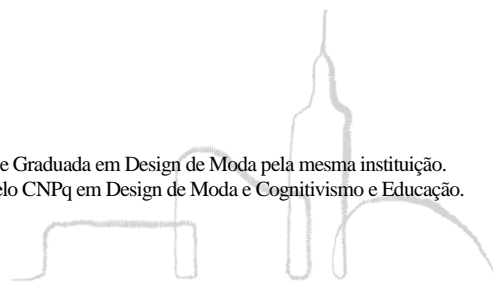 e Graduada em Design de Moda pela mesma instituição.
elo CNPq em Design de Moda e Cognitivismo e Educação.